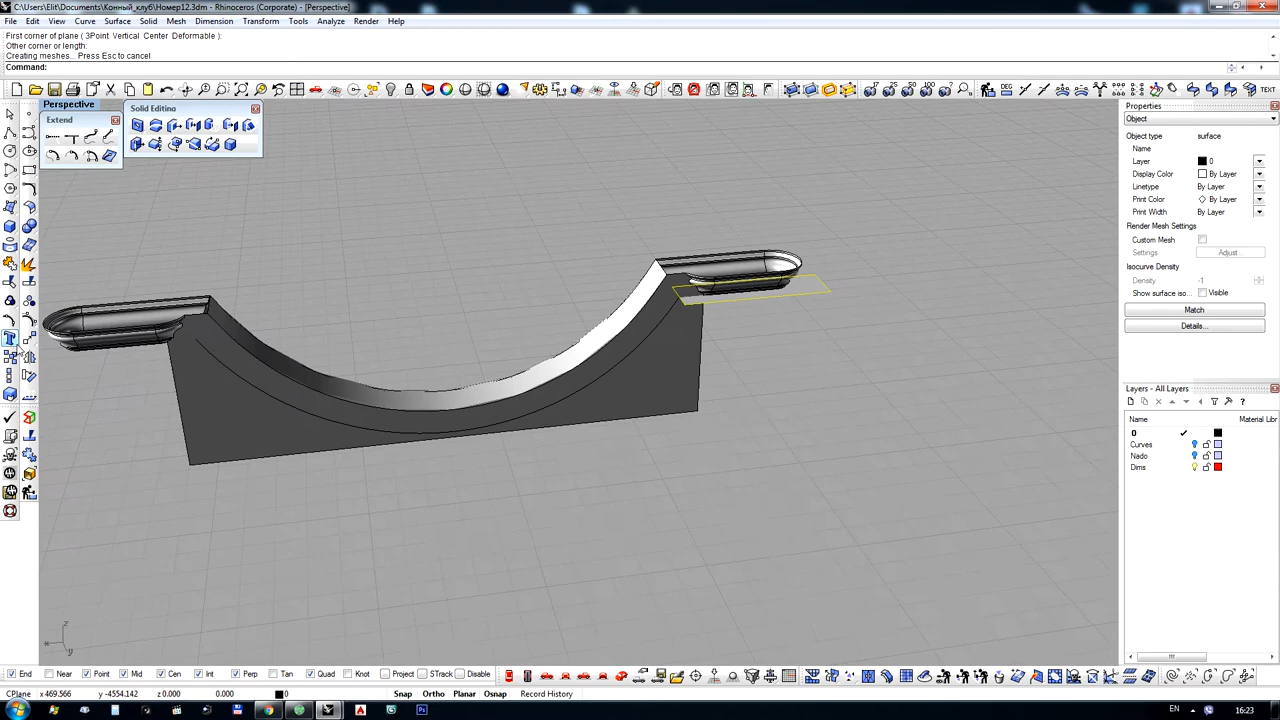 C:\Users\Elit\Documents\Конный_клуб\Номер12.3dm - Rhinoceros (Corporate) - [Perspective]
File Edit View Curve Surface Solid Mesh Dimension Transform Tools Analyze Render Help
First corner of plane ( 3Point Vertical Center Deformable ):
Other corner or length:
Creating meshes... Press Esc to cancel
Command:
TEXT
Perspective
Extend
Solid Editing
Properties
Object
Object type surface
Name
Layer 0
Display Color By Layer
Linetype By Layer
Print Color By Layer
Print Width By Layer
Render Mesh Settings
Custom Mesh
Settings Adjust...
Isocurve Density
Density -1
Show surface iso... Visible
Match
Details...
Layers - All Layers
Name Material Libr
0
Curves
Nado
Dims
z
x
y
End Near Point Mid Cen Int Perp Tan Quad Knot Project STrack Disable
CPlane x 469.566 y -4554.142 z 0.000 0.000 0 Snap Ortho Planar Osnap Record History
EN 16:23